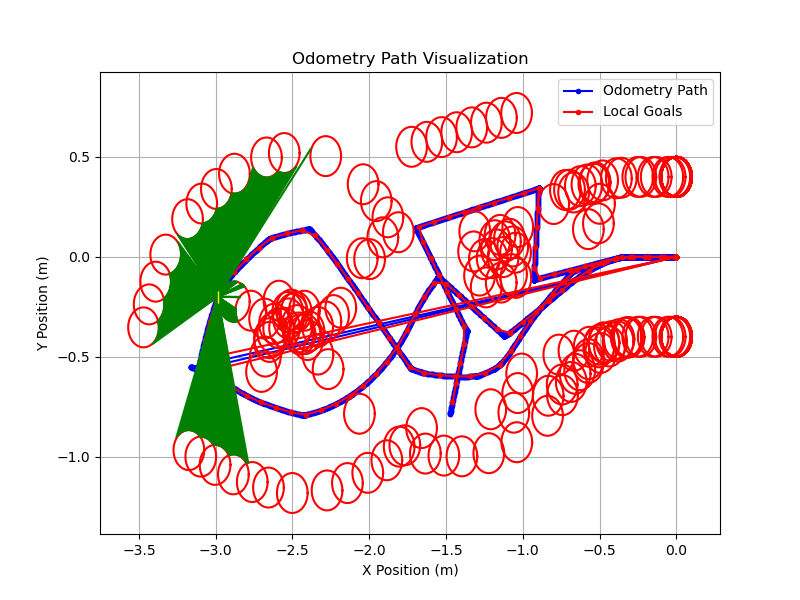 Odometry Path Visualization
Odometry Path
Local Goals
Y Position (m)
0.5
0.0
−0.5
−1.0
−3.5 −3.0 −2.5 −2.0 −1.5 −1.0 −0.5 0.0
X Position (m)